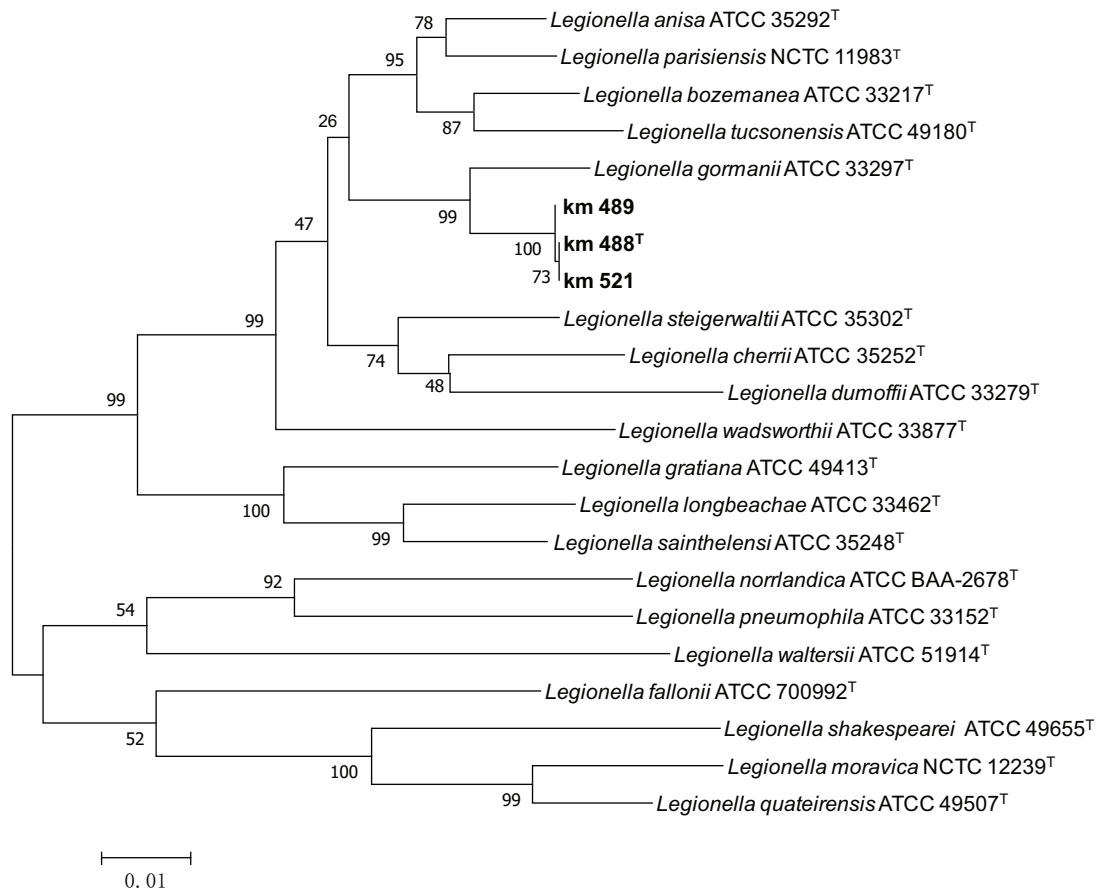 78
Legionella anisa ATCC 35292ᵀ
95
Legionella parisiensis NCTC 11983ᵀ
Legionella bozemanea ATCC 33217ᵀ
26
87
Legionella tucsonensis ATCC 49180ᵀ
Legionella gormanii ATCC 33297ᵀ
99
km 489
47
100
km 488ᵀ
73
km 521
99
Legionella steigerwaltii ATCC 35302ᵀ
74
Legionella cherrii ATCC 35252ᵀ
48
Legionella dumoffii ATCC 33279ᵀ
99
Legionella wadsworthii ATCC 33877ᵀ
Legionella gratiana ATCC 49413ᵀ
100
Legionella longbeachae ATCC 33462ᵀ
99
Legionella sainthelensi ATCC 35248ᵀ
92
Legionella norrlandica ATCC BAA-2678ᵀ
54
Legionella pneumophila ATCC 33152ᵀ
Legionella waltersii ATCC 51914ᵀ
Legionella fallonii ATCC 700992ᵀ
52
Legionella shakespearei ATCC 49655ᵀ
100
Legionella moravica NCTC 12239ᵀ
99
Legionella quateirensis ATCC 49507ᵀ
0.01